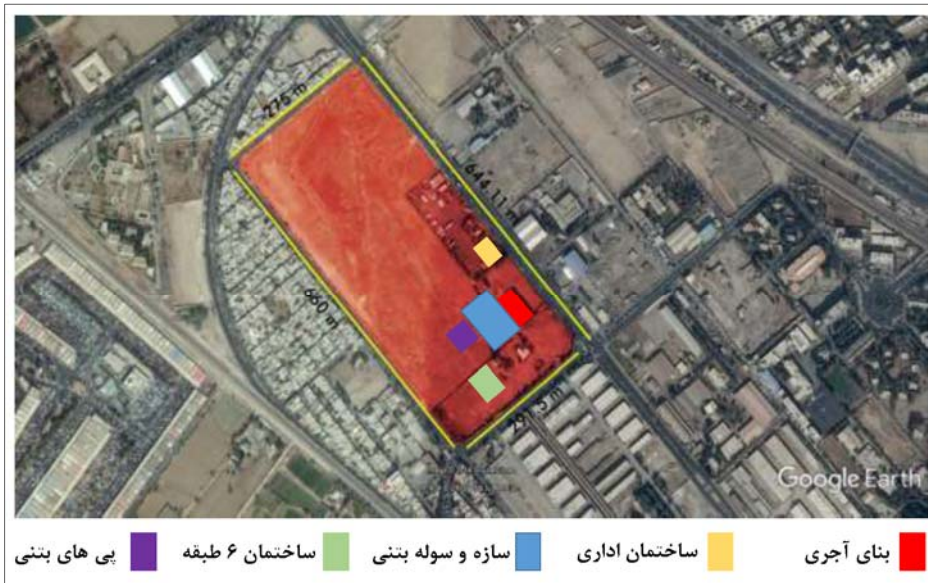 275 m
644.11 m
660 m
291.5 m
Google Earth
بنای آجری
ساختمان اداری
سازه و سوله بتنی
ساختمان ۶ طبقه
پی های بتنی